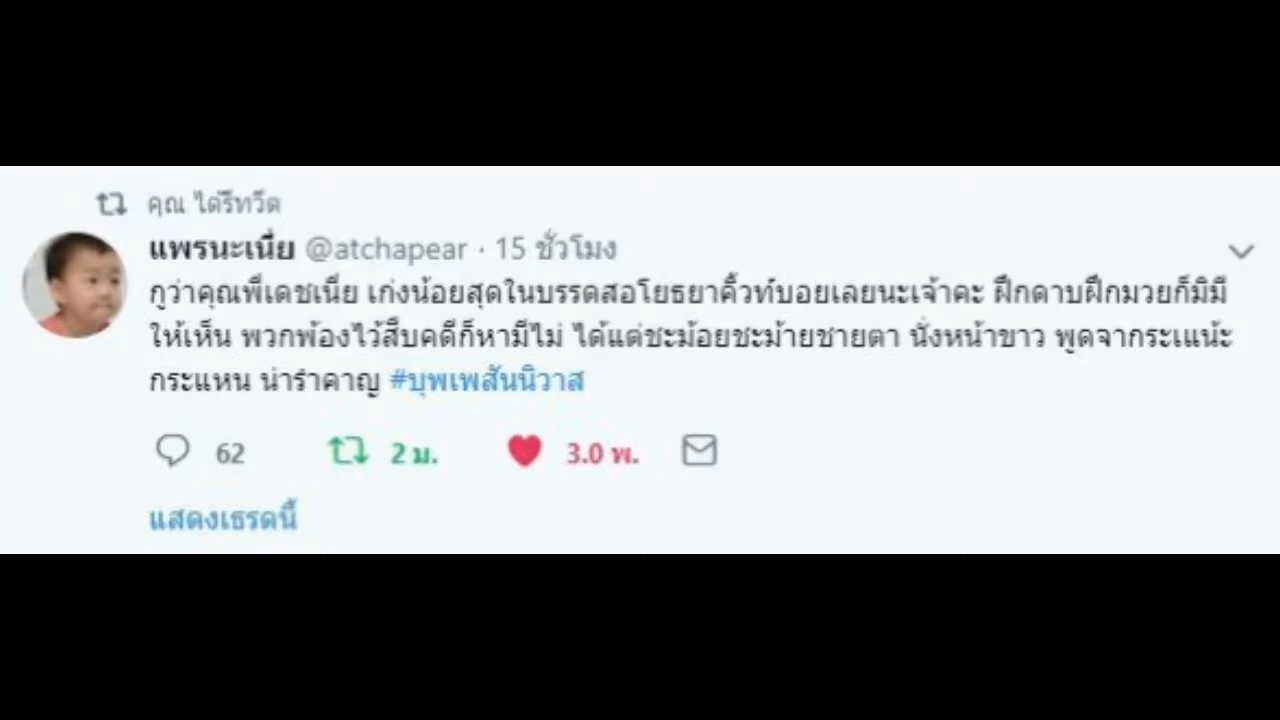 คุณ ได้รีทวีต
แพรนะเนี่ย @atchapear · 15 ชั่วโมง
กูว่าคุณพี่เดชเนี่ย เก่งน้อยสุดในบรรดสอโยธยาคิ้วท์บอยเลยนะเจ้าคะ ฝึกดาบฝึกมวยก็มิมี
ให้เห็น พวกพ้องไว้สืบคดีก็หามีไม่ ได้แต่ชะม้อยชะม้ายชายตา นั่งหน้าขาว พูดจากระแน้ะ
กระแหน น่ารำคาญ #บุพเพสันนิวาส
62 2 ม. 3.0 พ.
แสดงเธรดนี้